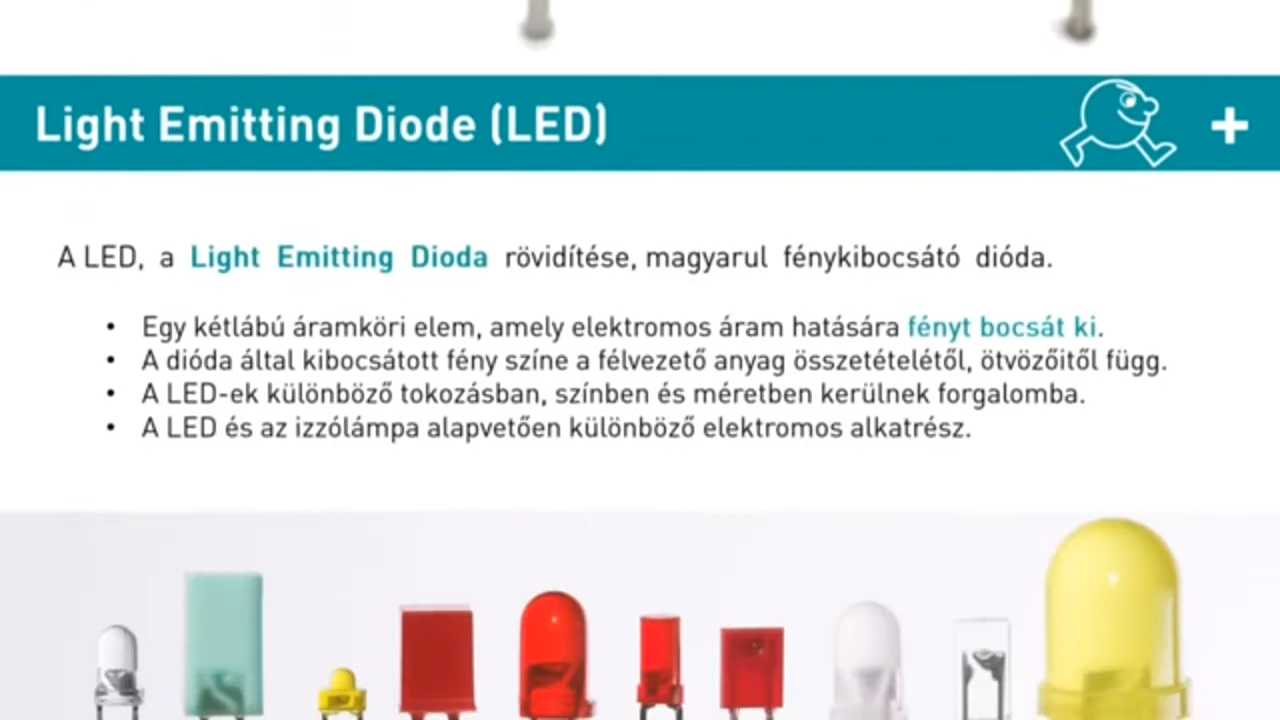 Light Emitting Diode (LED)
A LED, a Light Emitting Dioda rövidítése, magyarul fénykibocsátó dióda.
• Egy kétlábú áramköri elem, amely elektromos áram hatására fényt bocsát ki.
• A dióda által kibocsátott fény színe a félvezető anyag összetételétől, ötvözőitől függ.
• A LED-ek különböző tokozásban, színben és méretben kerülnek forgalomba.
• A LED és az izzólámpa alapvetően különböző elektromos alkatrész.